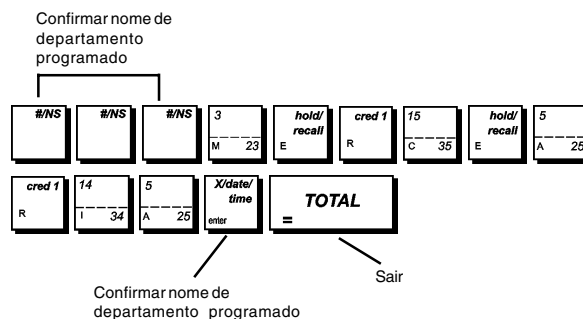 Confirmar nome de
departamento
programado
#/NS #/NS #/NS 3 M 23 hold/ recall E cred 1 R 15 C 35 hold/ recall E 5 A 25
cred 1 R 14 I 34 5 A 25 X/date/ time enter TOTAL =
Sair
Confirmar nome de
departamento programado